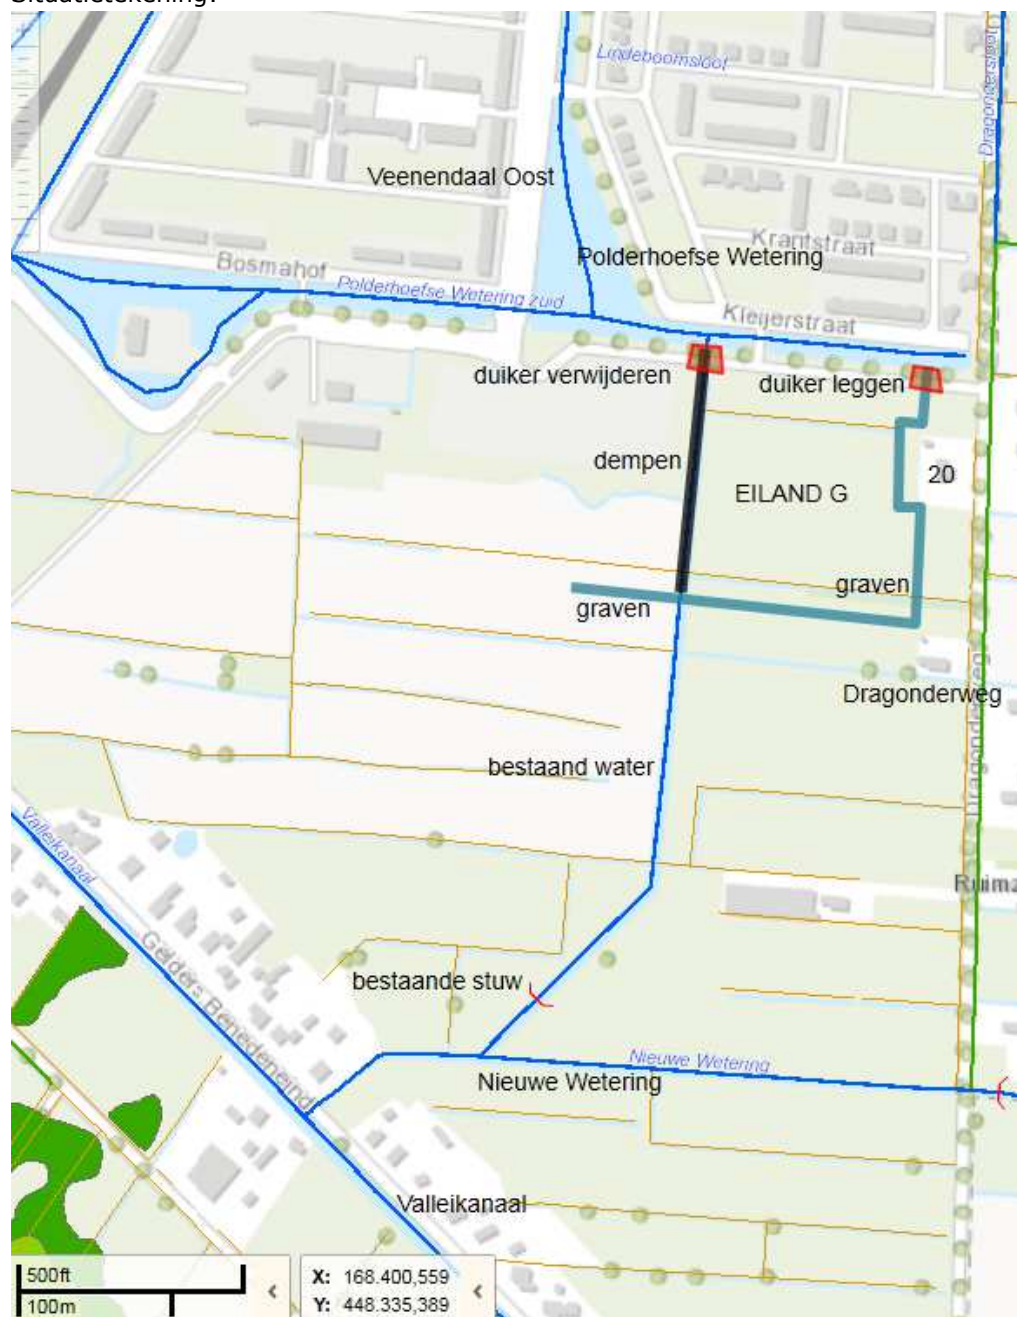 Situatietekening:
Lindeboomsloot
Dragondersloot
Veenendaal Oost
Krantstraat
Polderhoefse Wetering
Bosmahof
Polderhoefse Wetering zuid
Kleijerstraat
duiker verwijderen
duiker leggen
dempen
20
EILAND G
graven
graven
Dragonderweg
Dragonderweg
bestaand water
Valleikanaal
Gelders Benedeneind
bestaande stuw
Nieuwe Wetering
Nieuwe Wetering
Valleikanaal
500ft
100m
<
X: 168.400,559
Y: 448.335,389
<